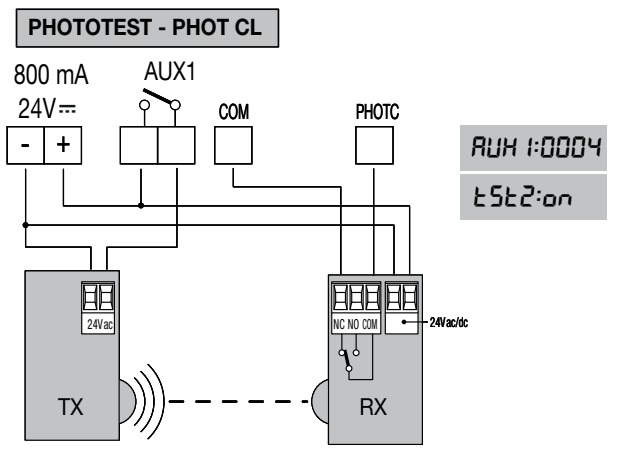 PHOTOTEST - PHOT CL
800 mA
24V
AUX1
COM
PHOTC
- +
AUX 1:0004
tSt2:on
24Vac
NC NO COM
24Vac/dc
TX
RX